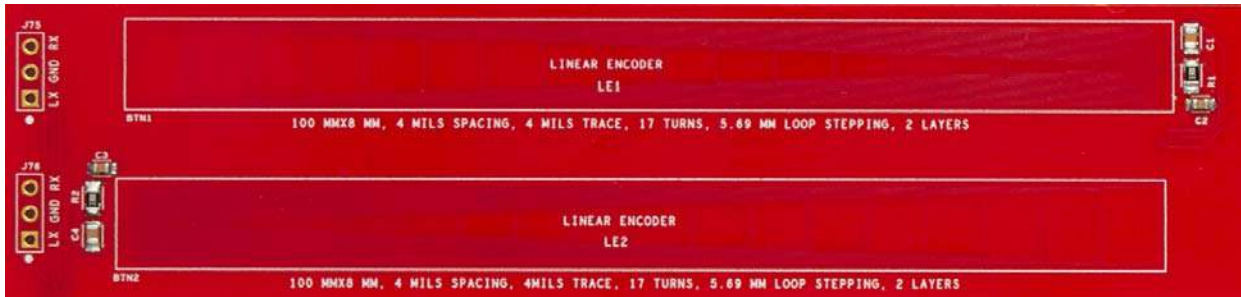 J75
RX
GND
LX
LINEAR ENCODER
LE1
C1
R1
C2
BTN1
100 MMX8 MM, 4 MILS SPACING, 4 MILS TRACE, 17 TURNS, 5.69 MM LOOP STEPPING, 2 LAYERS
J76
RX
GND
LX
C3
R2
C4
LINEAR ENCODER
LE2
BTN2
100 MMX8 MM, 4 MILS SPACING, 4MILS TRACE, 17 TURNS, 5.69 MM LOOP STEPPING, 2 LAYERS